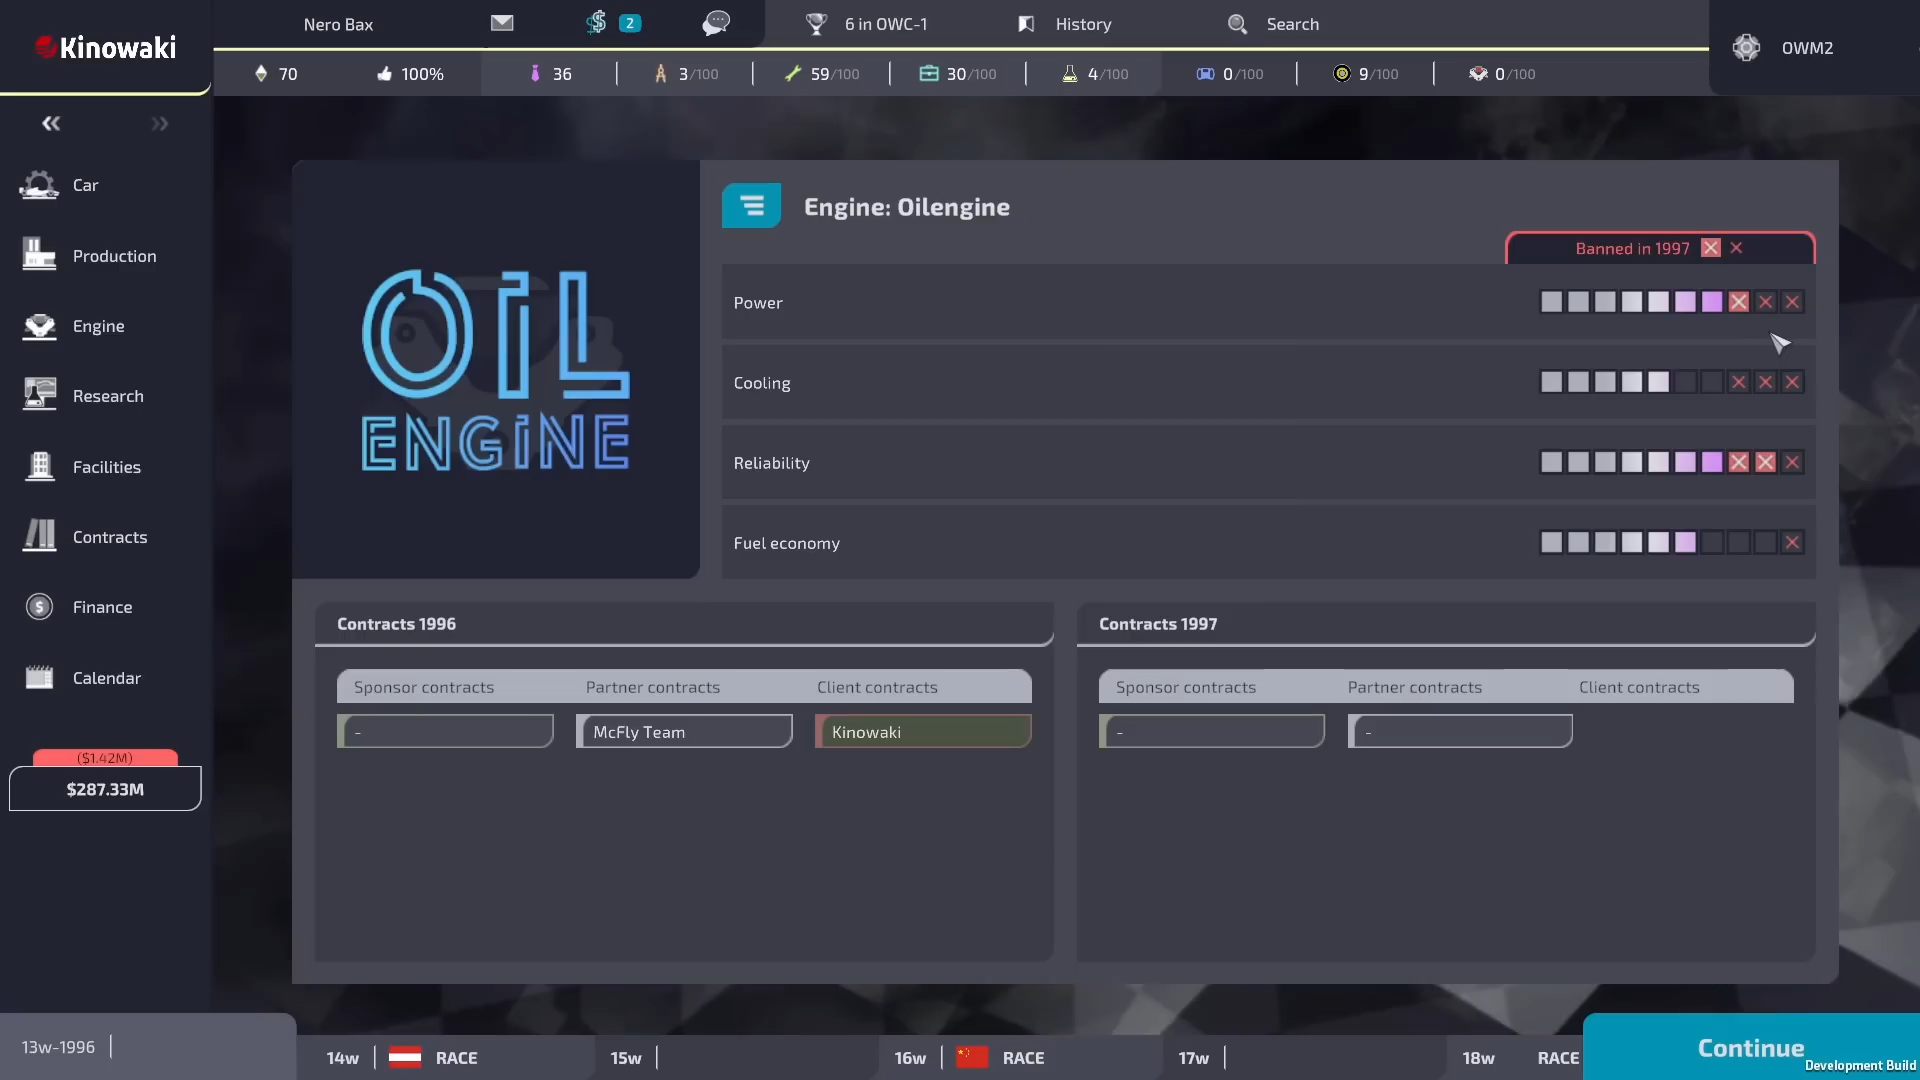 Kinowaki
Nero Bax
2
6 in OWC-1
History
Search
OWM2
70
100%
36
3/100
59/100
30/100
4/100
0/100
9/100
0/100
Car
Production
Engine
Research
Facilities
Contracts
Finance
Calendar
($1.42M)
$287.33M
OIL
ENGINE
Engine: Oilengine
Banned in 1997
Power
Cooling
Reliability
Fuel economy
Contracts 1996
Sponsor contracts Partner contracts Client contracts
- McFly Team Kinowaki
Contracts 1997
Sponsor contracts Partner contracts Client contracts
- -
13w-1996
14w RACE
15w
16w RACE
17w
18w RACE
Continue
Development Build